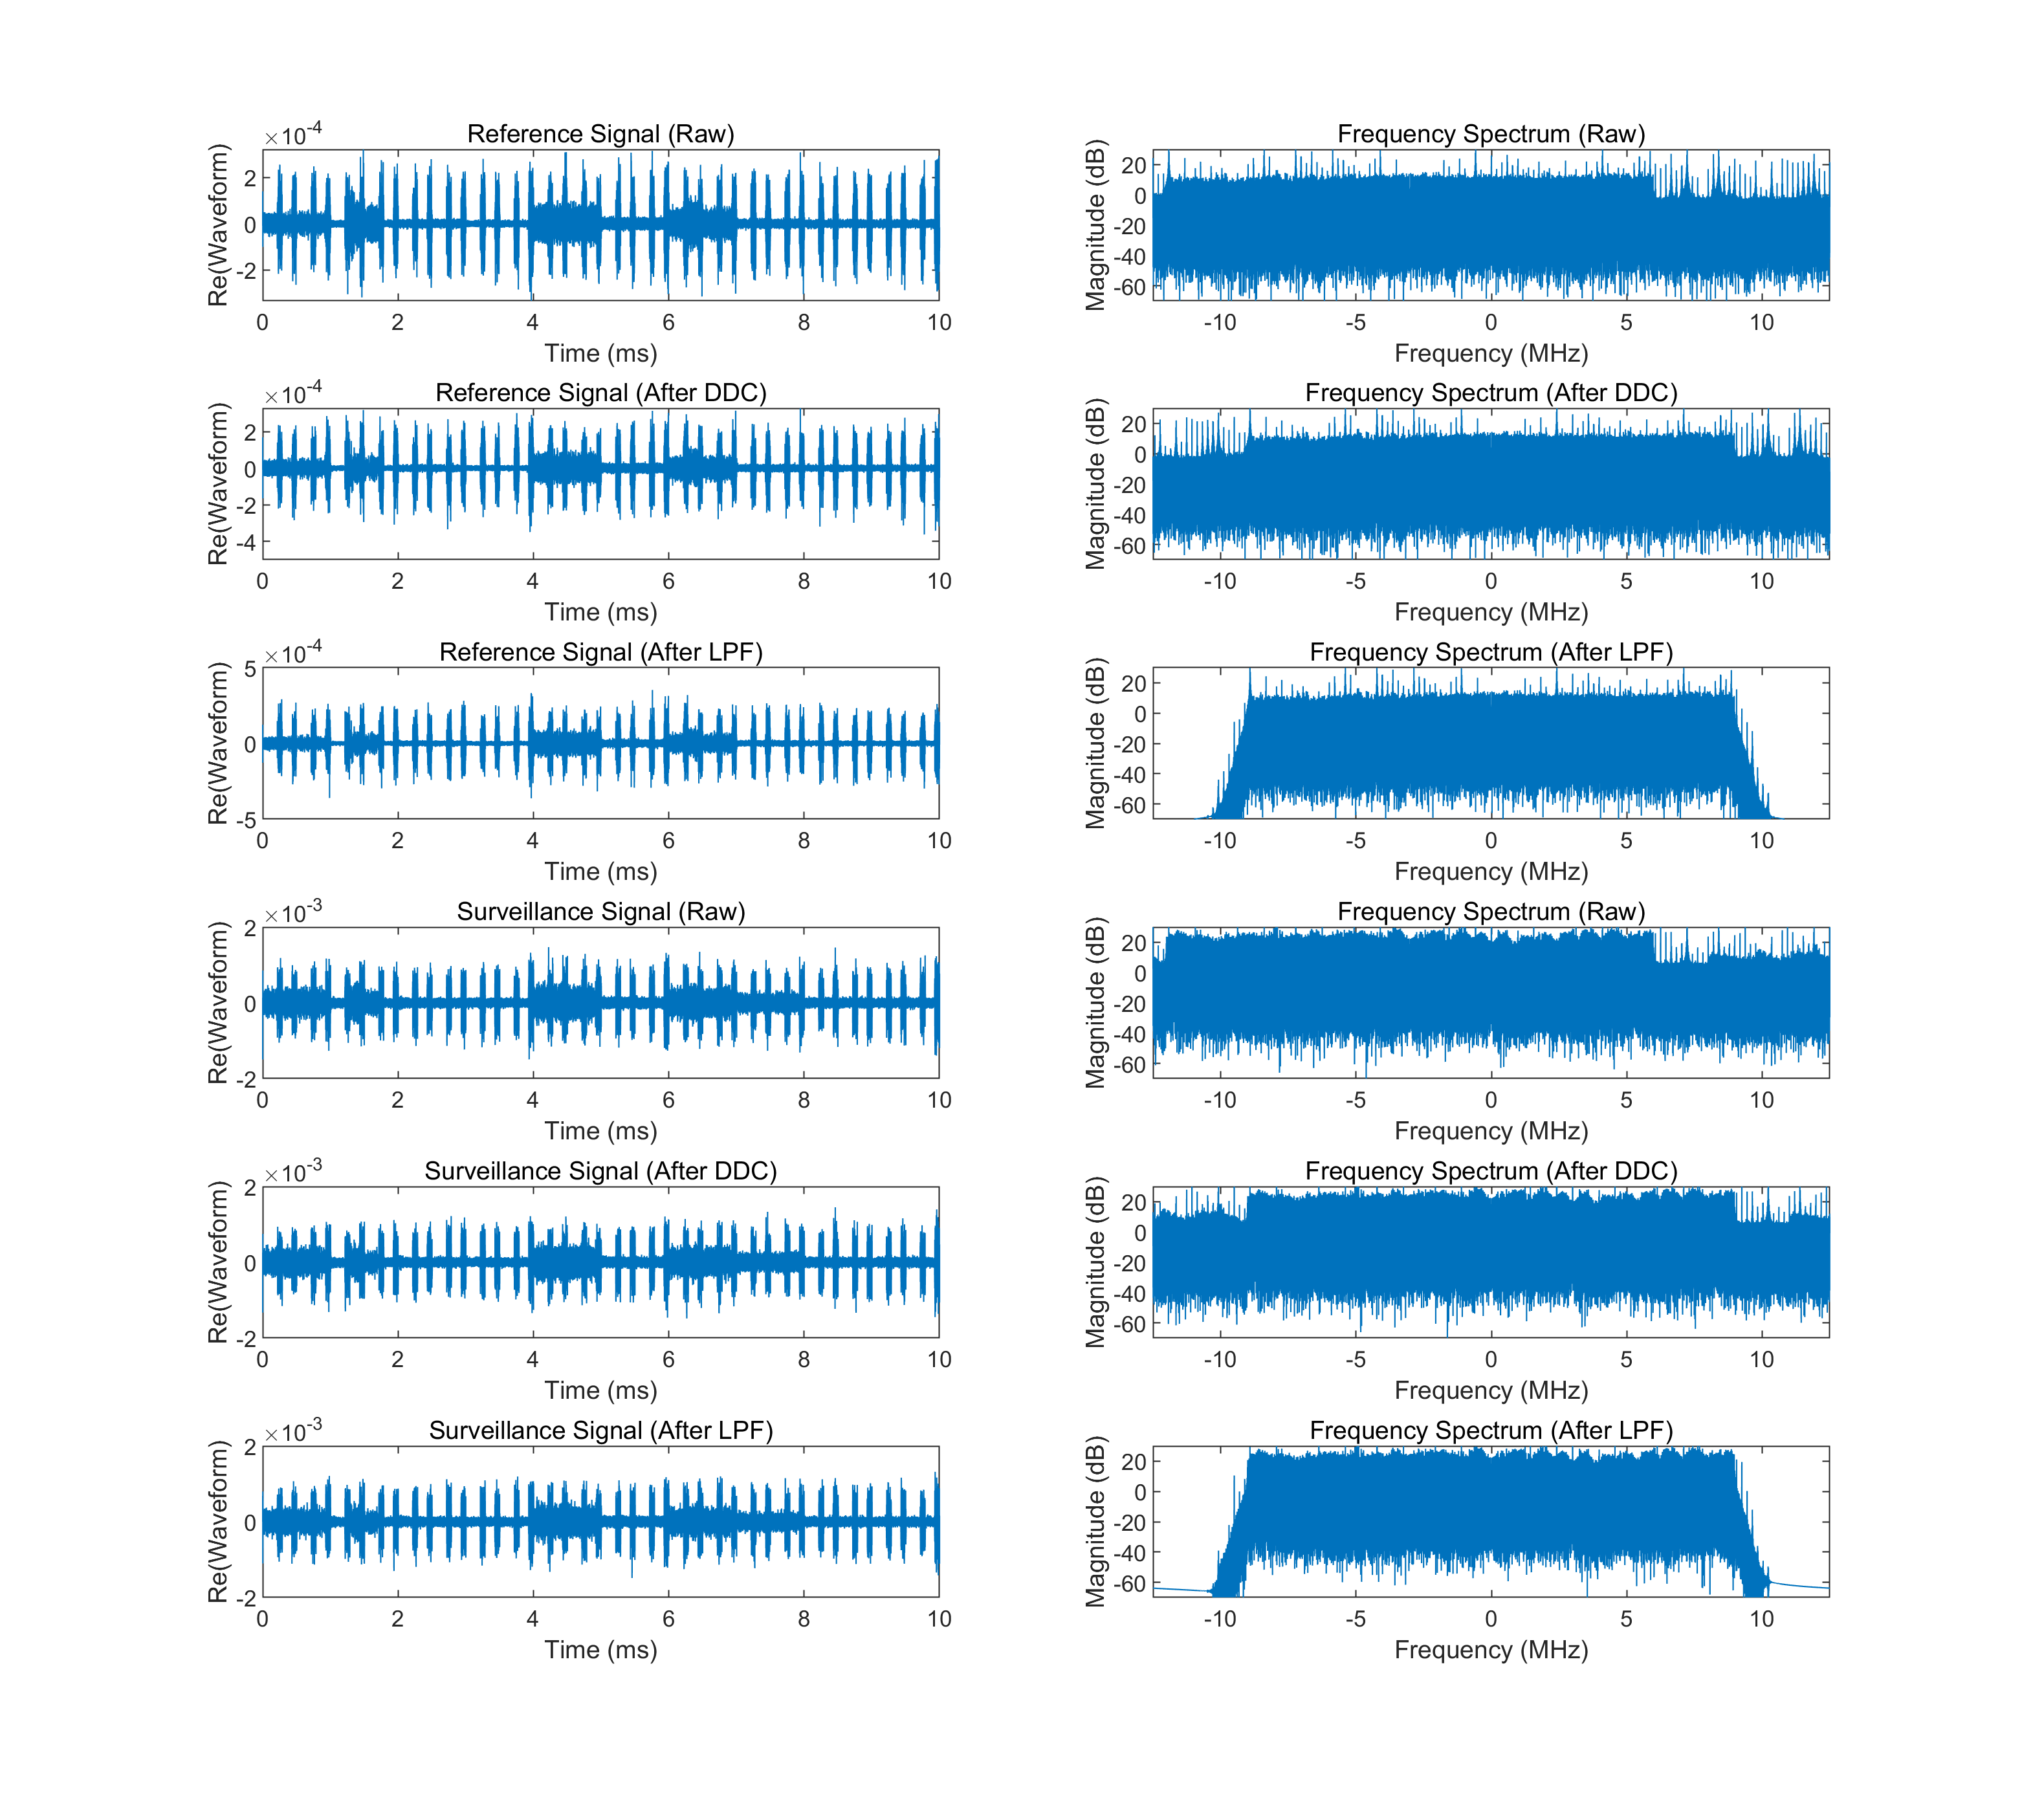 Reference Signal (Raw)
×10-4
Re(Waveform)
2
0
-2
0 2 4 6 8 10
Time (ms)
Frequency Spectrum (Raw)
Magnitude (dB)
20
0
-20
-40
-60
-10 -5 0 5 10
Frequency (MHz)
Reference Signal (After DDC)
×10-4
Re(Waveform)
2
0
-2
-4
0 2 4 6 8 10
Time (ms)
Frequency Spectrum (After DDC)
Magnitude (dB)
20
0
-20
-40
-60
-10 -5 0 5 10
Frequency (MHz)
Reference Signal (After LPF)
×10-4
Re(Waveform)
5
0
-5
0 2 4 6 8 10
Time (ms)
Frequency Spectrum (After LPF)
Magnitude (dB)
20
0
-20
-40
-60
-10 -5 0 5 10
Frequency (MHz)
Surveillance Signal (Raw)
×10-3
Re(Waveform)
2
0
-2
0 2 4 6 8 10
Time (ms)
Frequency Spectrum (Raw)
Magnitude (dB)
20
0
-20
-40
-60
-10 -5 0 5 10
Frequency (MHz)
Surveillance Signal (After DDC)
×10-3
Re(Waveform)
2
0
-2
0 2 4 6 8 10
Time (ms)
Frequency Spectrum (After DDC)
Magnitude (dB)
20
0
-20
-40
-60
-10 -5 0 5 10
Frequency (MHz)
Surveillance Signal (After LPF)
×10-3
Re(Waveform)
2
0
-2
0 2 4 6 8 10
Time (ms)
Frequency Spectrum (After LPF)
Magnitude (dB)
20
0
-20
-40
-60
-10 -5 0 5 10
Frequency (MHz)